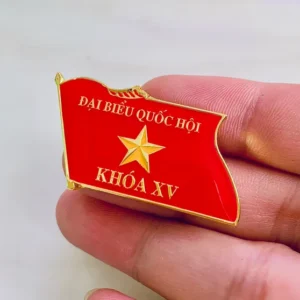 ĐẠI BIỂU QUỐC HỘI
KHÓA XV